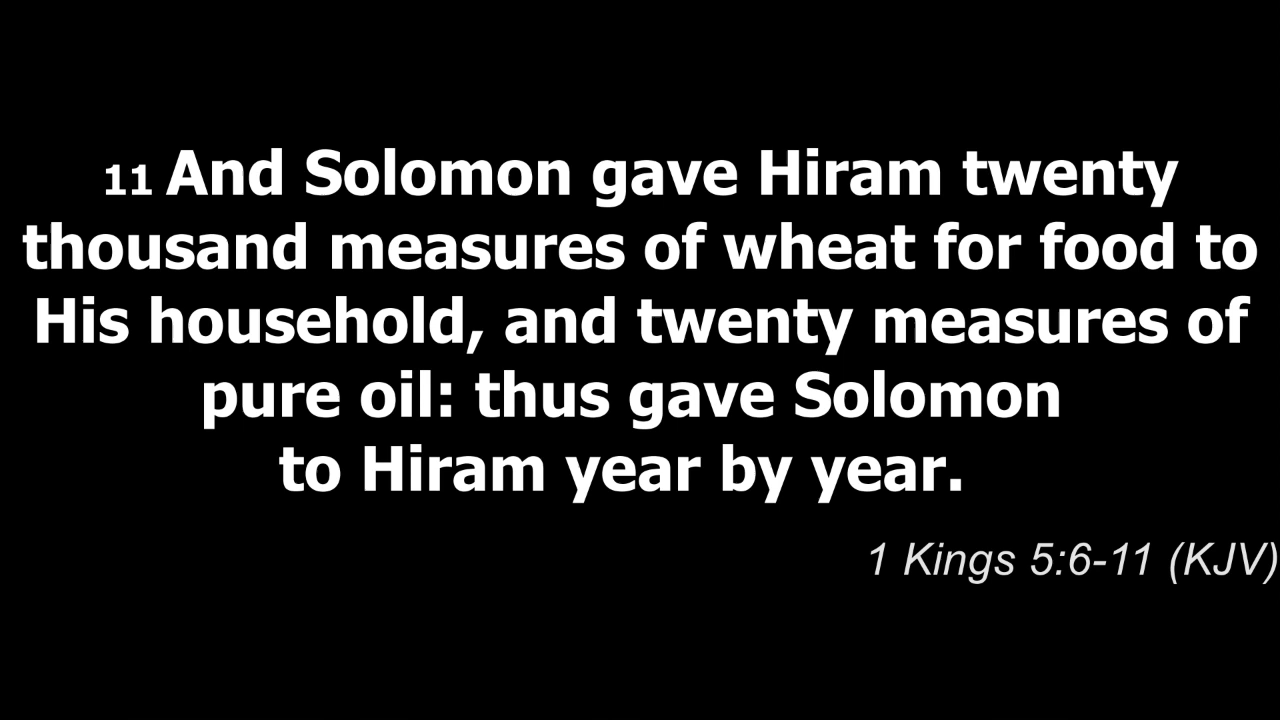 11 And Solomon gave Hiram twenty
thousand measures of wheat for food to
His household, and twenty measures of
pure oil: thus gave Solomon
to Hiram year by year.
1 Kings 5:6-11 (KJV)